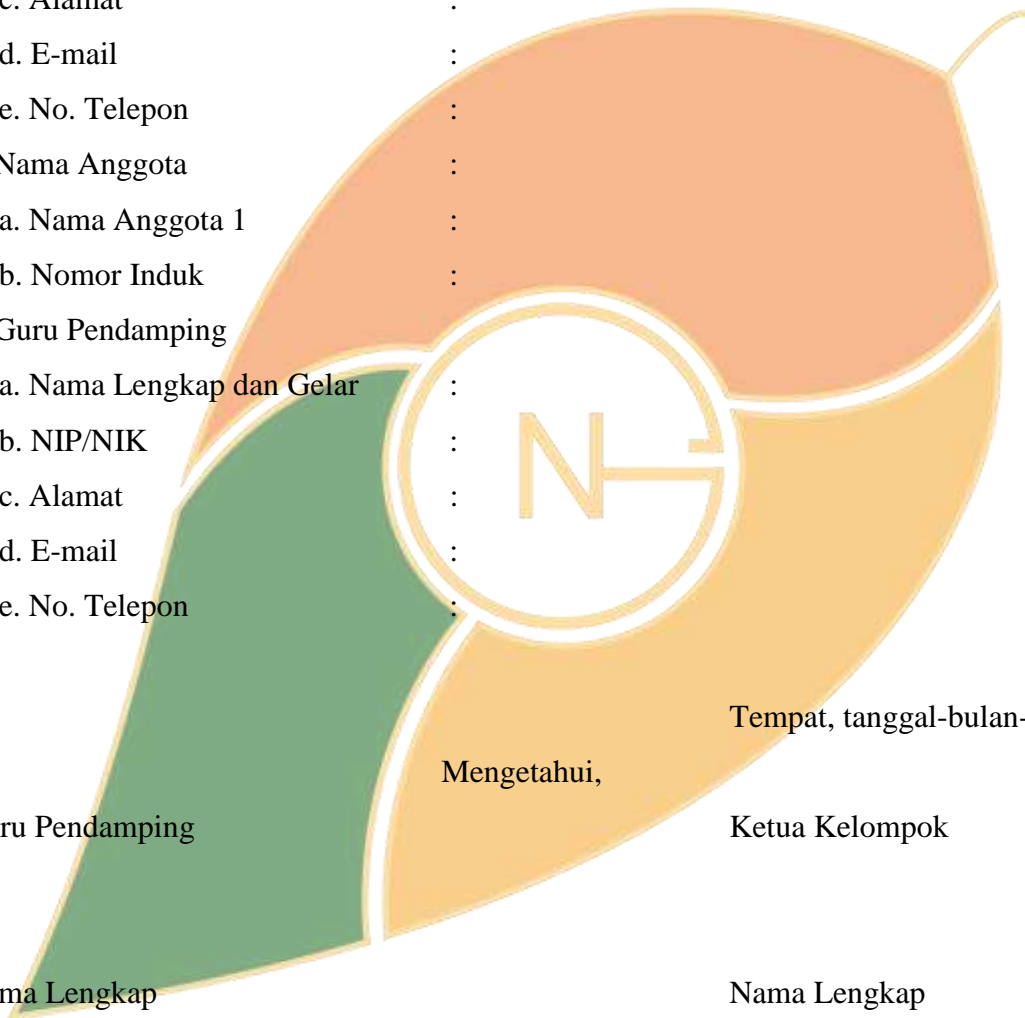 c. Alamat :
d. E-mail :
e. No. Telepon :
Nama Anggota :
a. Nama Anggota 1 :
b. Nomor Induk :
Guru Pendamping
a. Nama Lengkap dan Gelar :
b. NIP/NIK :
c. Alamat :
d. E-mail :
e. No. Telepon :
N
Tempat, tanggal-bulan-
Mengetahui,
ru Pendamping Ketua Kelompok
ma Lengkap Nama Lengkap